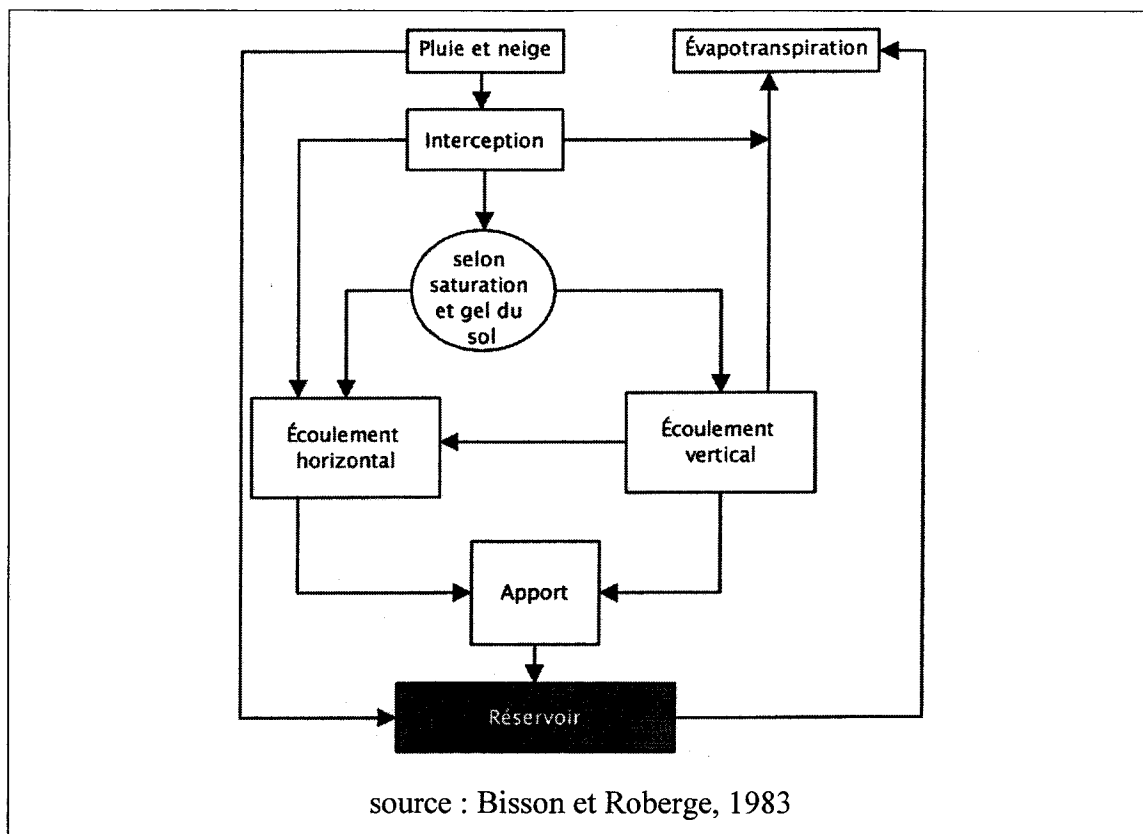 Pluie et neige
Évapotranspiration
Interception
selon
saturation
et gel du
sol
Écoulement
horizontal
Écoulement
vertical
Apport
Réservoir
source : Bisson et Roberge, 1983